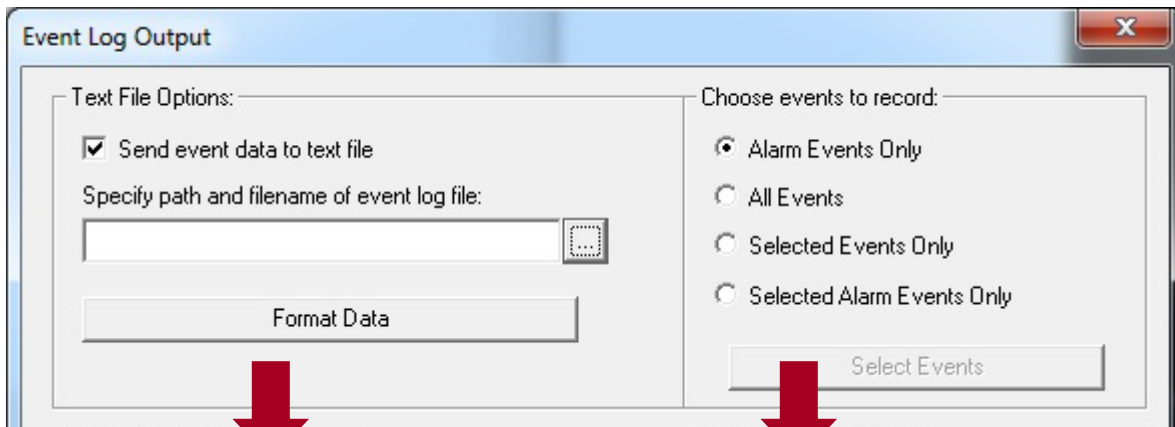 Event Log Output
Text File Options:
Send event data to text file
Specify path and filename of event log file:
...
Format Data
Choose events to record:
Alarm Events Only
All Events
Selected Events Only
Selected Alarm Events Only
Select Events